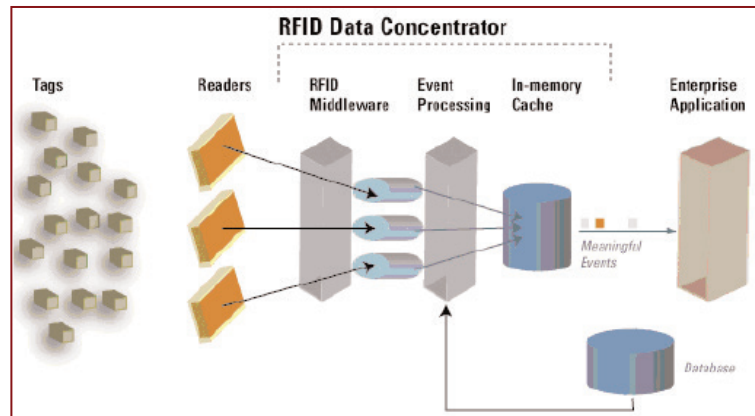 RFID Data Concentrator
Tags
Readers
RFID
Middleware
Event
Processing
In-memory
Cache
Enterprise
Application
Meaningful
Events
Database